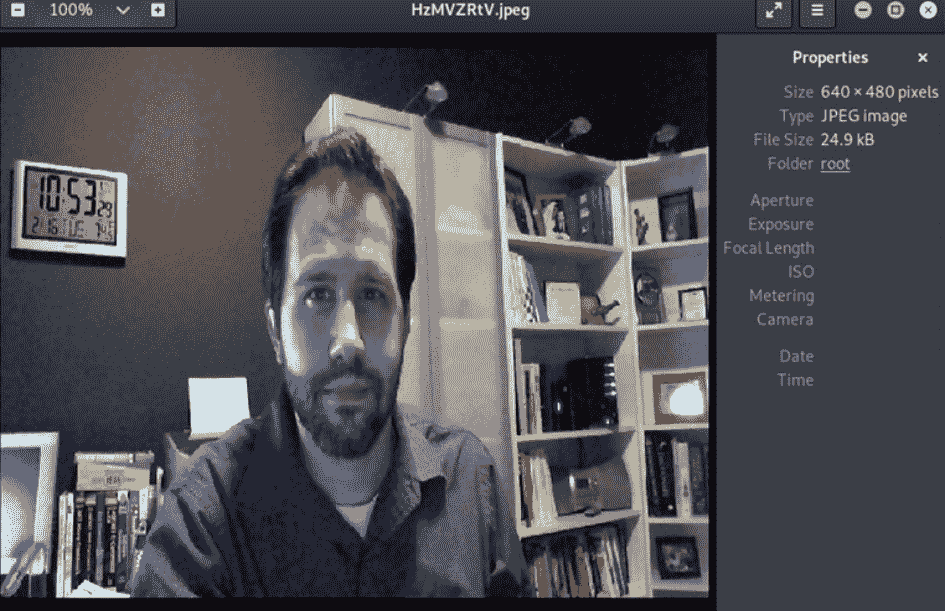 100%
HzMVZRtV.jpeg
Properties
Size 640 × 480 pixels
Type JPEG image
File Size 24.9 kB
Folder root
Aperture
Exposure
Focal Length
ISO
Metering
Camera
Date
Time
10:53 29